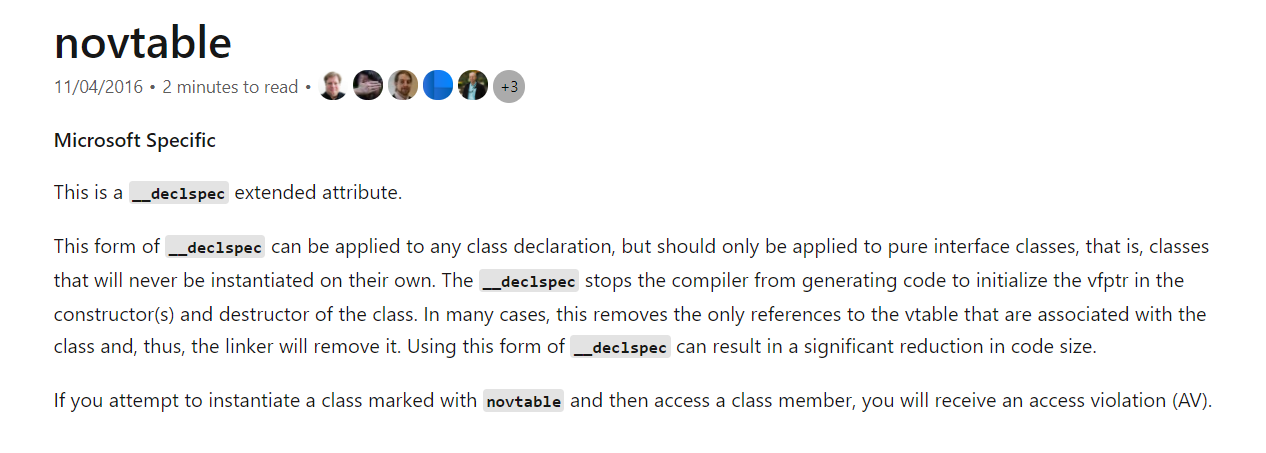 novtable
11/04/2016 • 2 minutes to read • +3
Microsoft Specific
This is a __declspec extended attribute.
This form of __declspec can be applied to any class declaration, but should only be applied to pure interface classes, that is, classes
that will never be instantiated on their own. The __declspec stops the compiler from generating code to initialize the vfptr in the
constructor(s) and destructor of the class. In many cases, this removes the only references to the vtable that are associated with the
class and, thus, the linker will remove it. Using this form of __declspec can result in a significant reduction in code size.
If you attempt to instantiate a class marked with novtable and then access a class member, you will receive an access violation (AV).